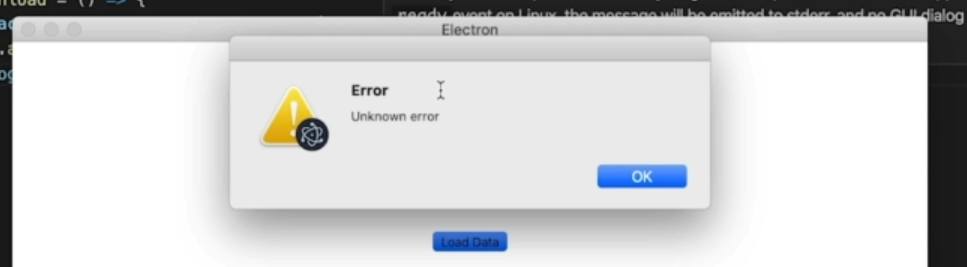 = () => {
ready event on Linux, the message will be emitted to stderr, and no GUI dialog
Electron
Error
Unknown error
OK
Load Data